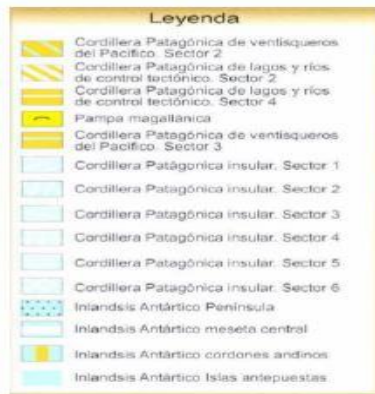 Leyenda
Cordillera Patagónica de ventisqueros
del Pacífico. Sector 2
Cordillera Patagónica de lagos y ríos
de control tectónico. Sector 2
Cordillera Patagónica de lagos y ríos
de control tectónico. Sector 4
Pampa magallánica
Cordillera Patagónica de ventisqueros
del Pacífico. Sector 3
Cordillera Patagónica insular. Sector 1
Cordillera Patagónica insular. Sector 2
Cordillera Patagónica insular. Sector 3
Cordillera Patagónica insular. Sector 4
Cordillera Patagónica insular. Sector 5
Cordillera Patagónica insular. Sector 6
Inlandsis Antártico Península
Inlandsis Antártico meseta central
Inlandsis Antártico cordones andinos
Inlandsis Antártico Islas antepuestas